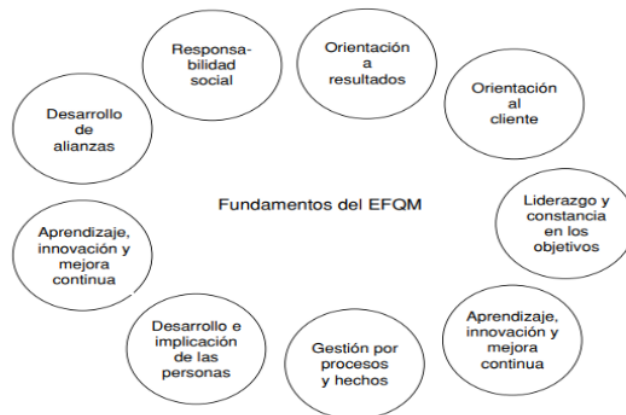 Responsa-
bilidad
social
Orientación
a
resultados
Orientación
al
cliente
Desarrollo
de
alianzas
Fundamentos del EFQM
Liderazgo y
constancia
en los
objetivos
Aprendizaje,
innovación y
mejora
continua
Aprendizaje,
innovación y
mejora
continua
Desarrollo e
implicación
de las
personas
Gestión por
procesos
y hechos